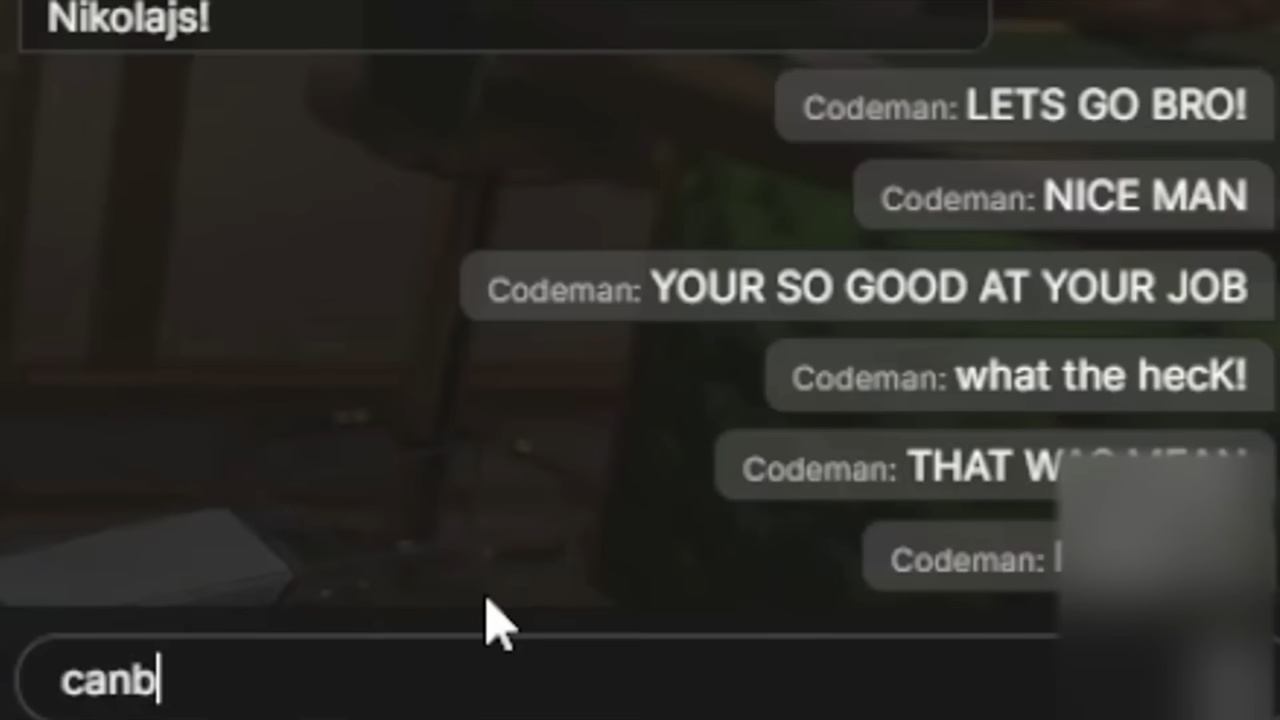 Nikolajs!
Codeman: LETS GO BRO!
Codeman: NICE MAN
Codeman: YOUR SO GOOD AT YOUR JOB
Codeman: what the hecK!
Codeman: THAT
Codeman:
canb